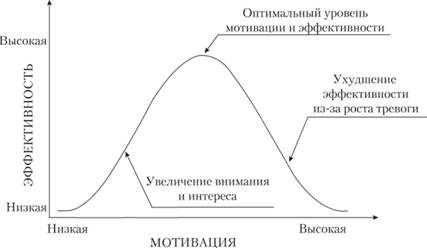 Оптимальный уровень
мотивации и эффективности
Высокая
Ухудшение
эффективности
из-за роста тревоги
ЭФФЕКТИВНОСТЬ
Увеличение внимания
и интереса
Низкая
Низкая
Высокая
МОТИВАЦИЯ